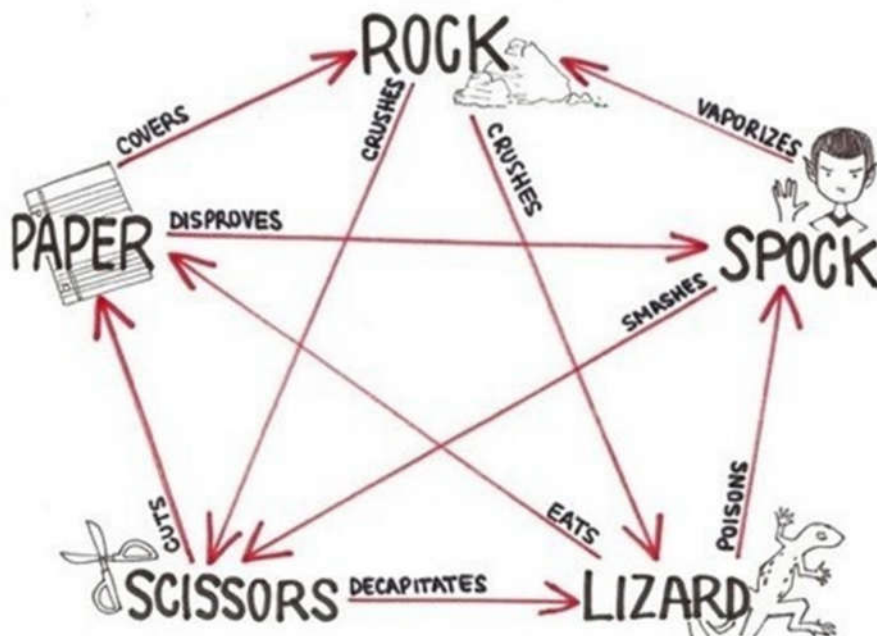 ROCK
COVERS
CRUSHES
CRUSHES
VAPORIZES
PAPER
DISPROVES
SPOCK
SMASHES
CUTS
EATS
POISONS
SCISSORS
DECAPITATES
LIZARD